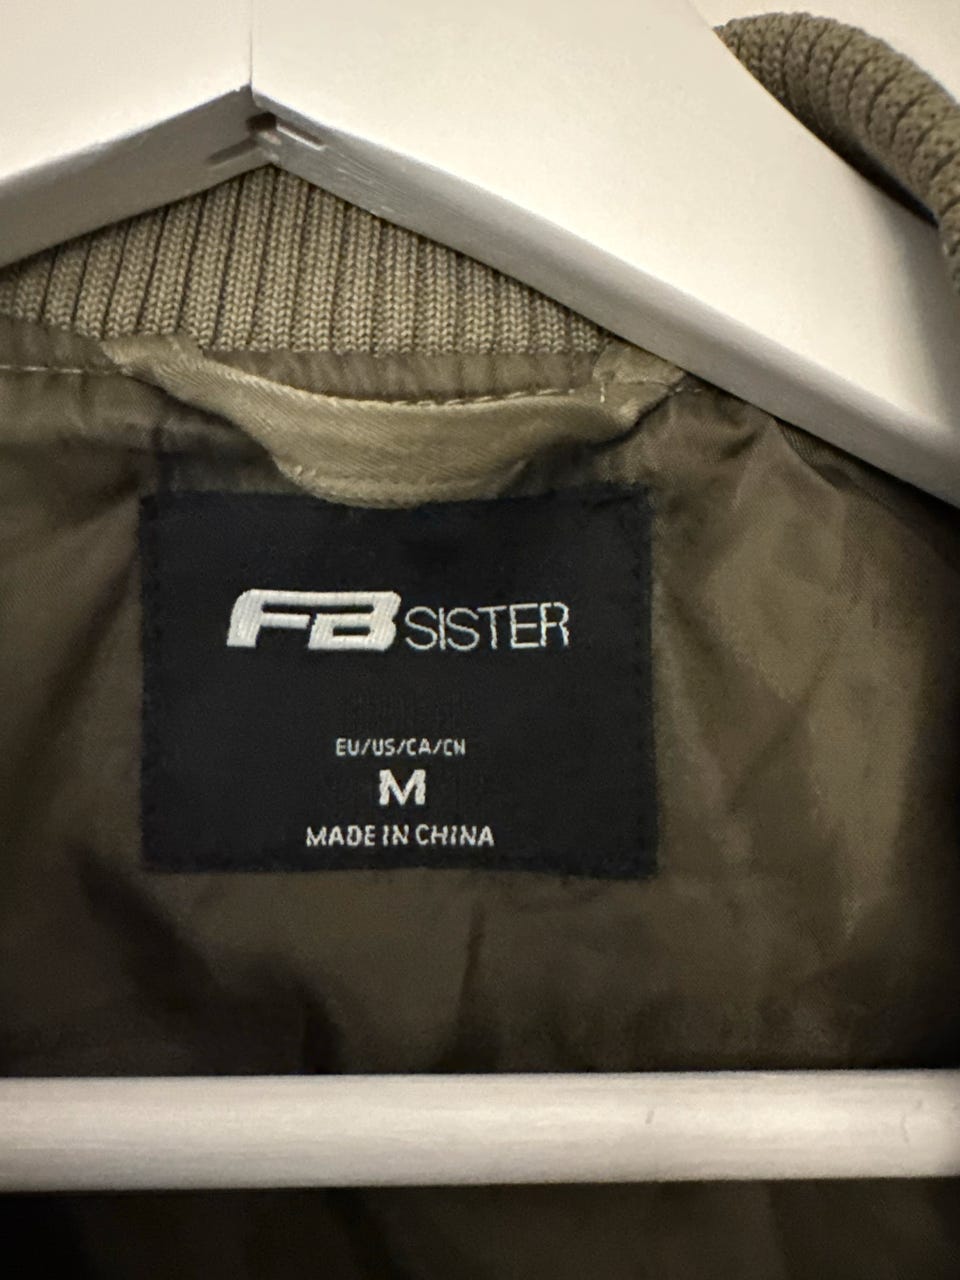 FB SISTER
EU/US/CA/CN
M
MADE IN CHINA